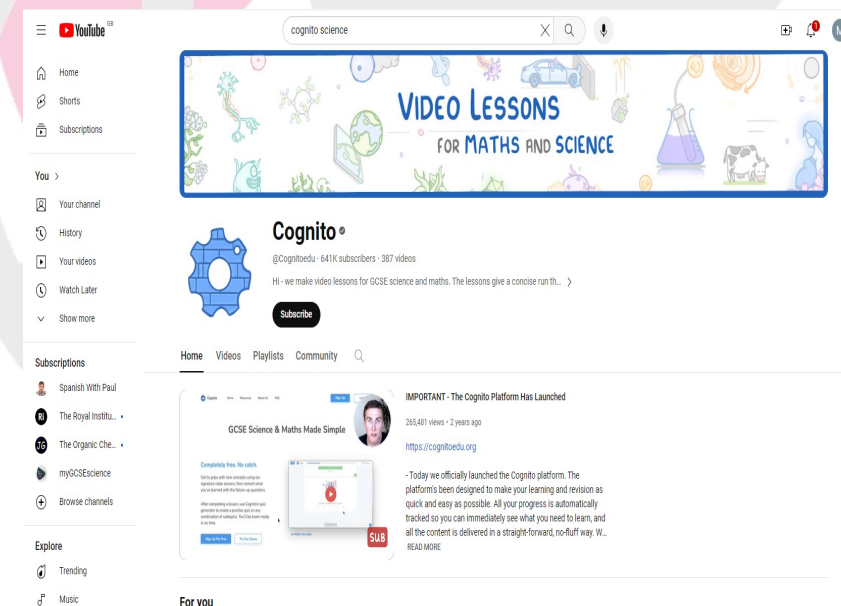 YouTube GB
cognito science
1
Home
Shorts
Subscriptions
You >
Your channel
History
Your videos
Watch Later
Show more
Subscriptions
Spanish With Paul
Ri The Royal Institu... •
JG The Organic Che... •
myGCSEscience
Browse channels
Explore
Trending
Music
VIDEO LESSONS
FOR MATHS AND SCIENCE
Cognito
@Cognitoedu · 641K subscribers · 387 videos
Hi - we make video lessons for GCSE science and maths. The lessons give a concise run th... >
Subscribe
Home Videos Playlists Community
Cognito
GCSE Science & Maths Made Simple
Completely free. No catch.
SUB
IMPORTANT - The Cognito Platform Has Launched
265,481 views • 2 years ago
https://cognitoedu.org
- Today we officially launched the Cognito platform. The
platform's been designed to make your learning and revision as
quick and easy as possible. All your progress is automatically
tracked so you can immediately see what you need to learn, and
all the content is delivered in a straight-forward, no-fluff way. W...
READ MORE
For you